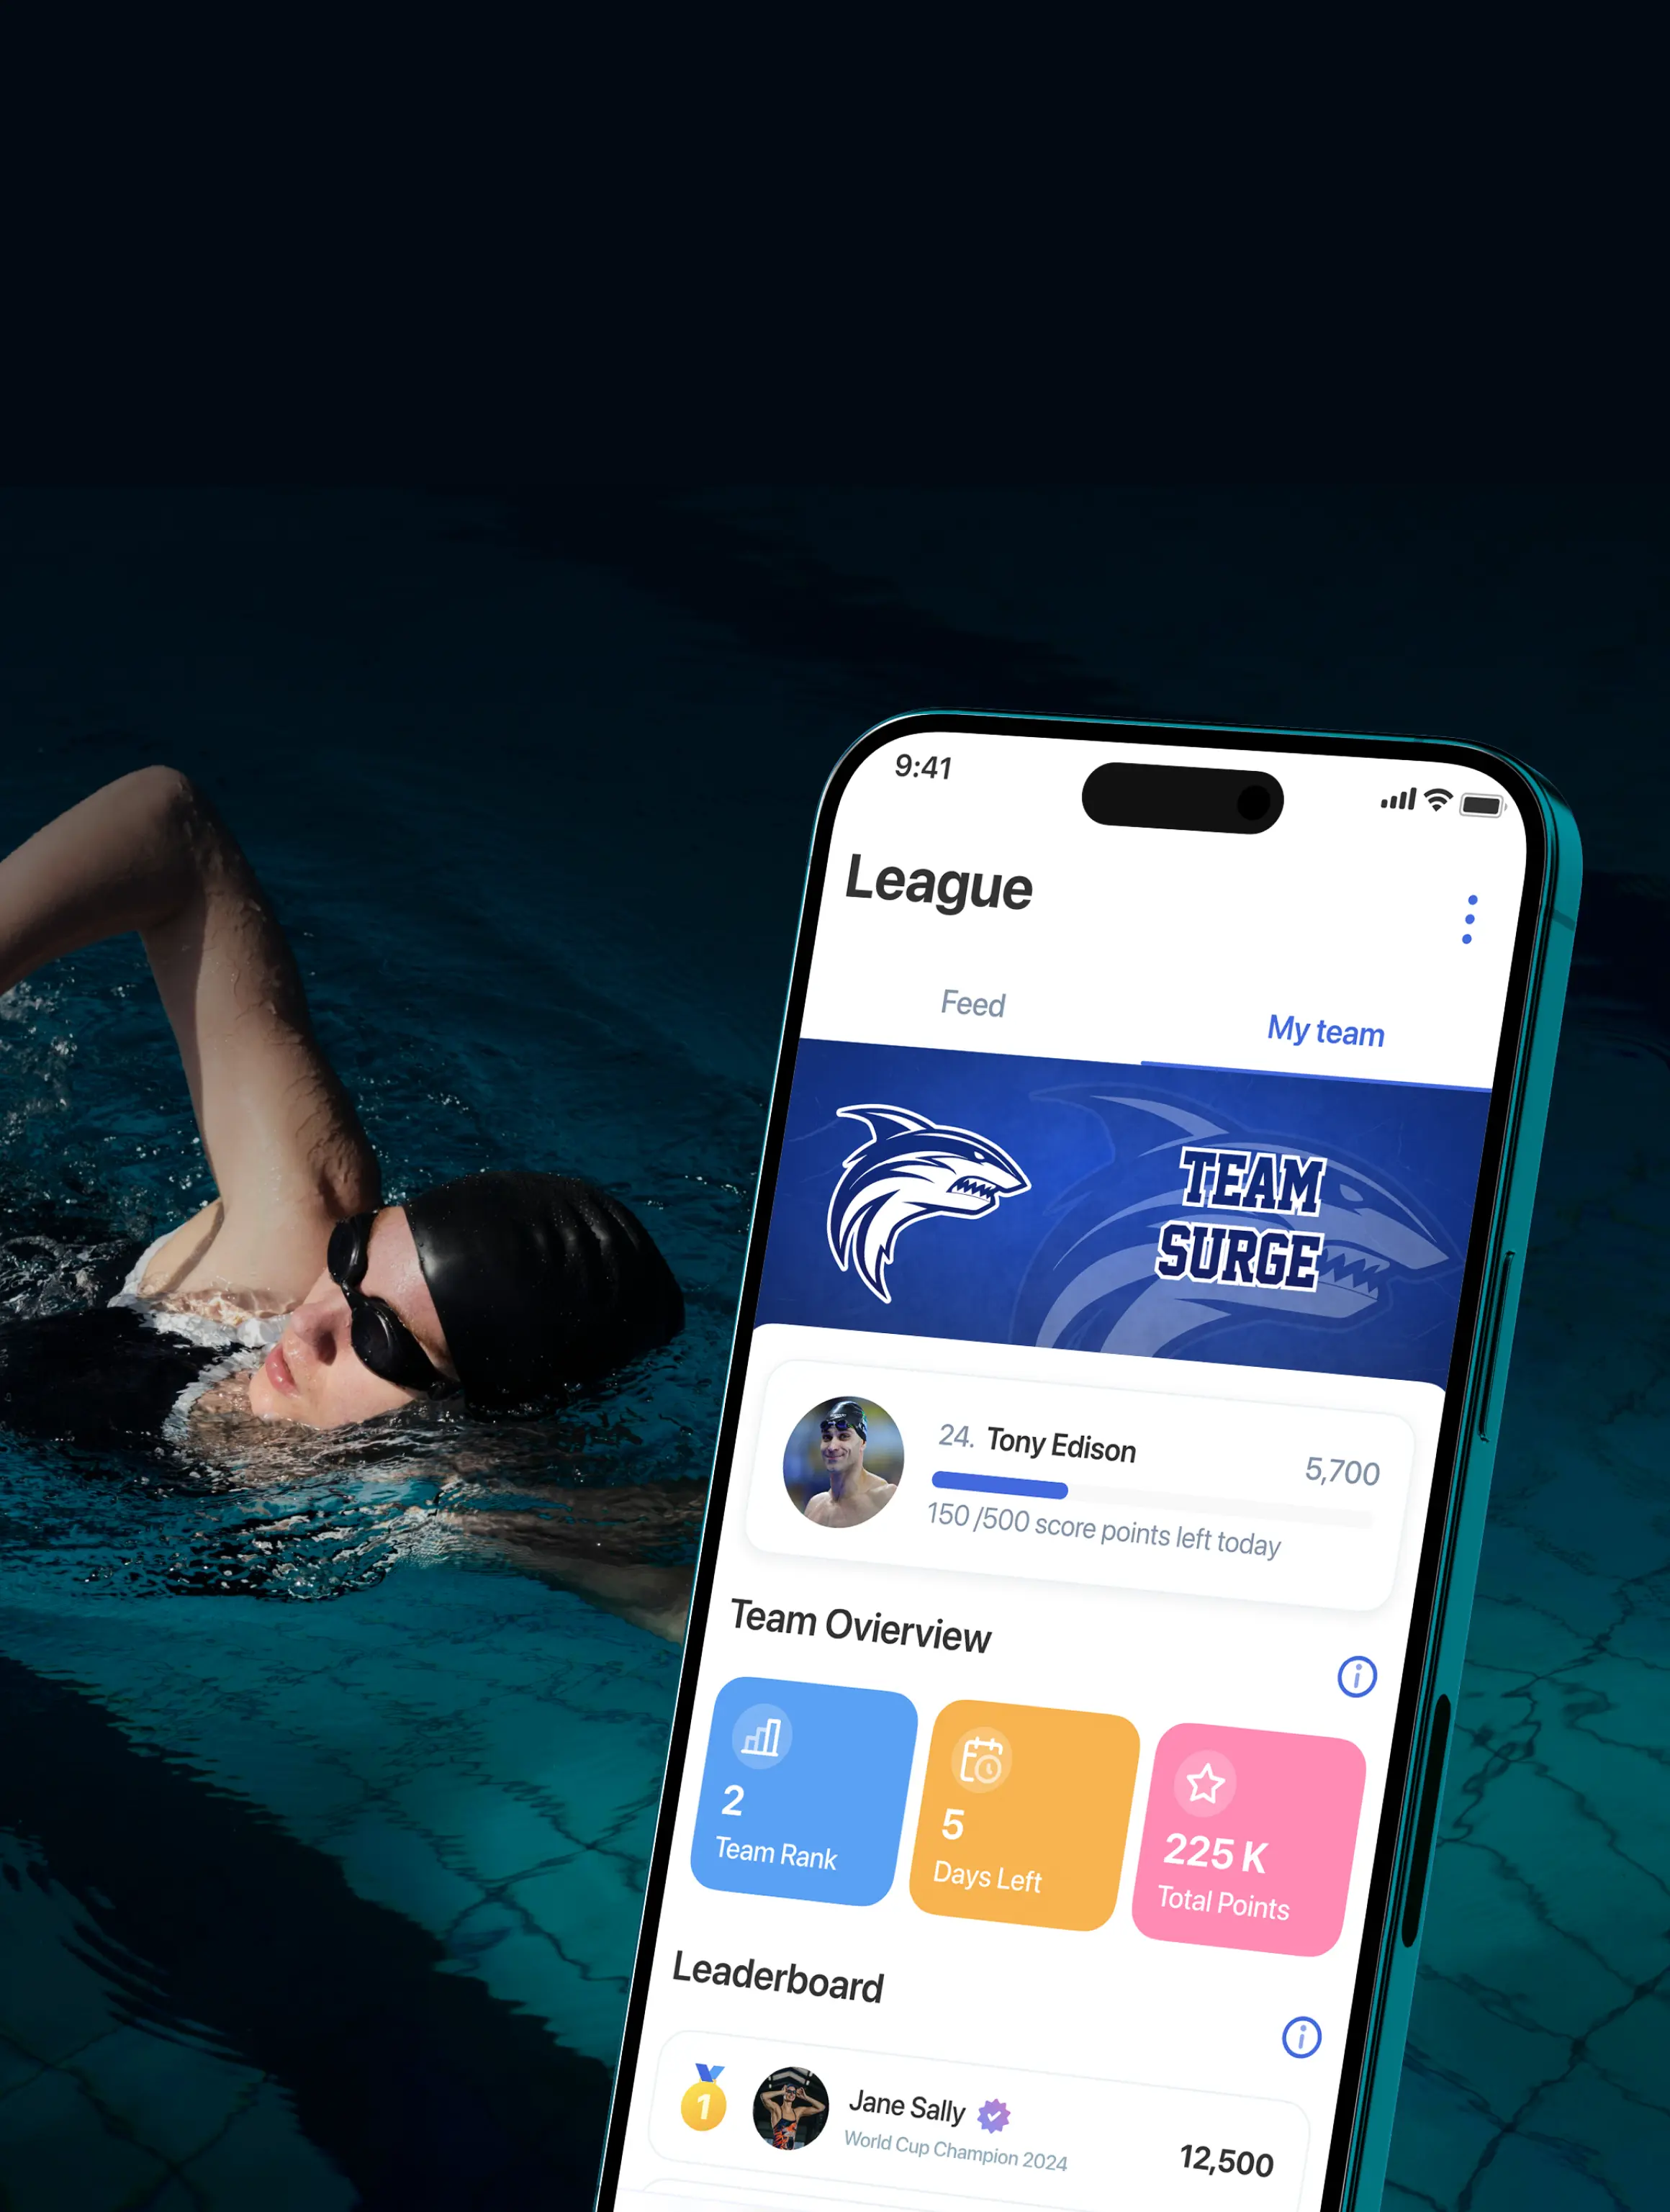 9:41
League
Feed
My team
TEAM
SURGE
24. Tony Edison
5,700
150 /500 score points left today
Team Ovierview
2
Team Rank
5
Days Left
225 K
Total Points
Leaderboard
1
Jane Sally
World Cup Champion 2024
12,500